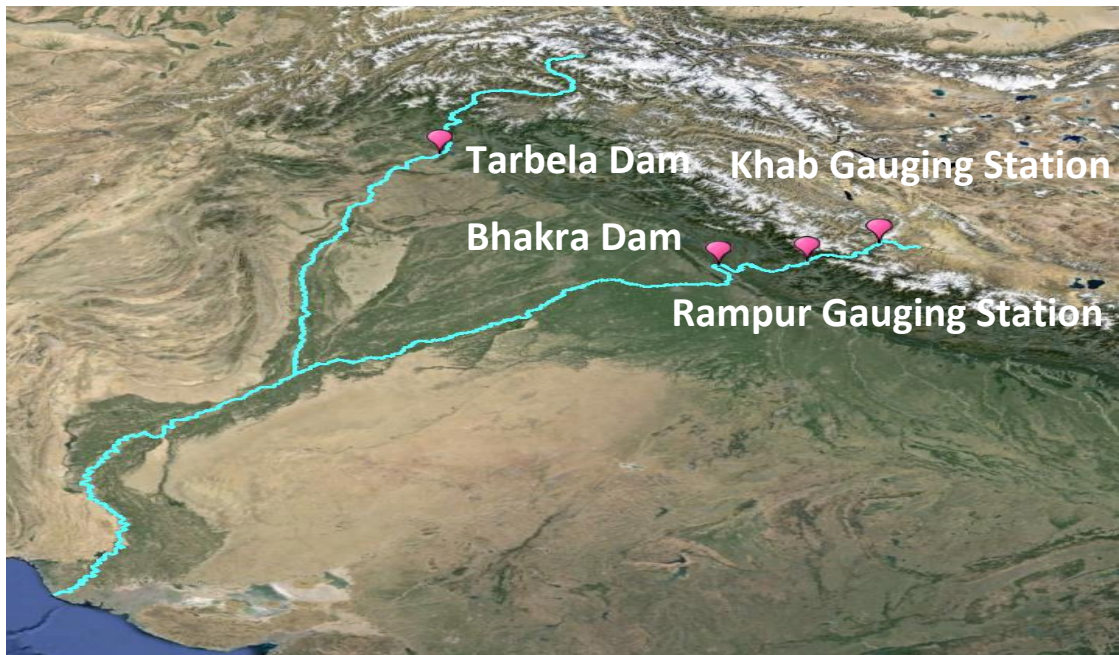 Tarbela Dam
Khab Gauging Station
Bhakra Dam
Rampur Gauging Station